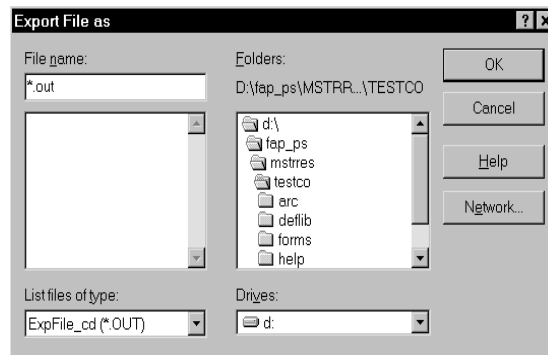 Export File as
File name:
*.out
Folders:
D:\fap_ps\MSTRR...\TESTCO
d:\
fap_ps
mstrres
testco
arc
deflib
forms
help
List files of type:
ExpFile_cd (*.OUT)
Drives:
d:
OK
Cancel
Help
Network...